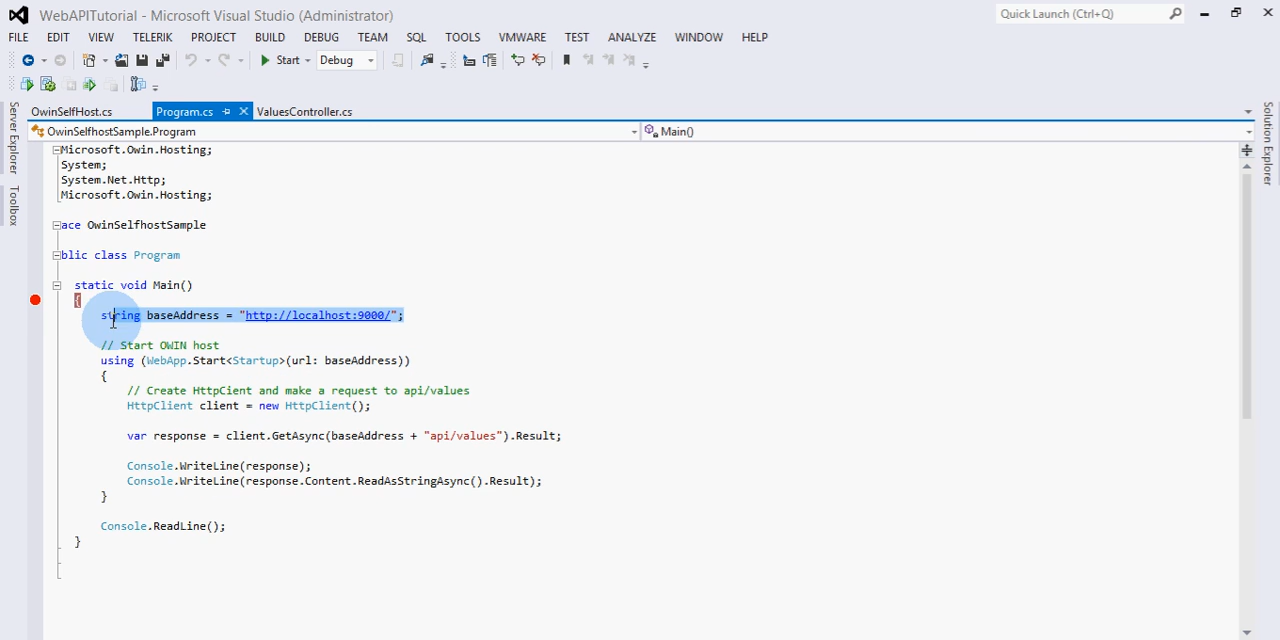 WebAPITutorial - Microsoft Visual Studio (Administrator)
Quick Launch (Ctrl+Q)
FILE EDIT VIEW TELERIK PROJECT BUILD DEBUG TEAM SQL TOOLS VMWARE TEST ANALYZE WINDOW HELP
Start Debug
OwinSelfHost.cs Program.cs ValuesController.cs
OwinSelfhostSample.Program Main()
Server Explorer
Toolbox
Solution Explorer
Microsoft.Owin.Hosting;
System;
System.Net.Http;
Microsoft.Owin.Hosting;
ace OwinSelfhostSample
blic class Program
static void Main()
{
string baseAddress = "http://localhost:9000/";
// Start OWIN host
using (WebApp.Start<Startup>(url: baseAddress))
{
// Create HttpCient and make a request to api/values
HttpClient client = new HttpClient();
var response = client.GetAsync(baseAddress + "api/values").Result;
Console.WriteLine(response);
Console.WriteLine(response.Content.ReadAsStringAsync().Result);
}
Console.ReadLine();
}